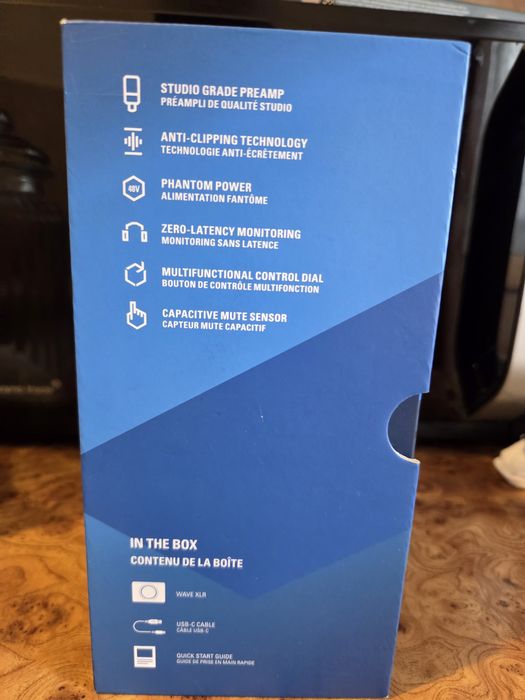 STUDIO GRADE PREAMP
PRÉAMPLI DE QUALITÉ STUDIO
ANTI-CLIPPING TECHNOLOGY
TECHNOLOGIE ANTI-ÉCRÊTEMENT
48V
PHANTOM POWER
ALIMENTATION FANTÔME
ZERO-LATENCY MONITORING
MONITORING SANS LATENCE
MULTIFUNCTIONAL CONTROL DIAL
BOUTON DE CONTRÔLE MULTIFONCTION
CAPACITIVE MUTE SENSOR
CAPTEUR MUTE CAPACITIF
IN THE BOX
CONTENU DE LA BOÎTE
WAVE XLR
USB-C CABLE
CÂBLE USB-C
QUICK START GUIDE
GUIDE DE PRISE EN MAIN RAPIDE